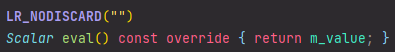 LR_NODISCARD("")
Scalar eval() const override { return m_value; }